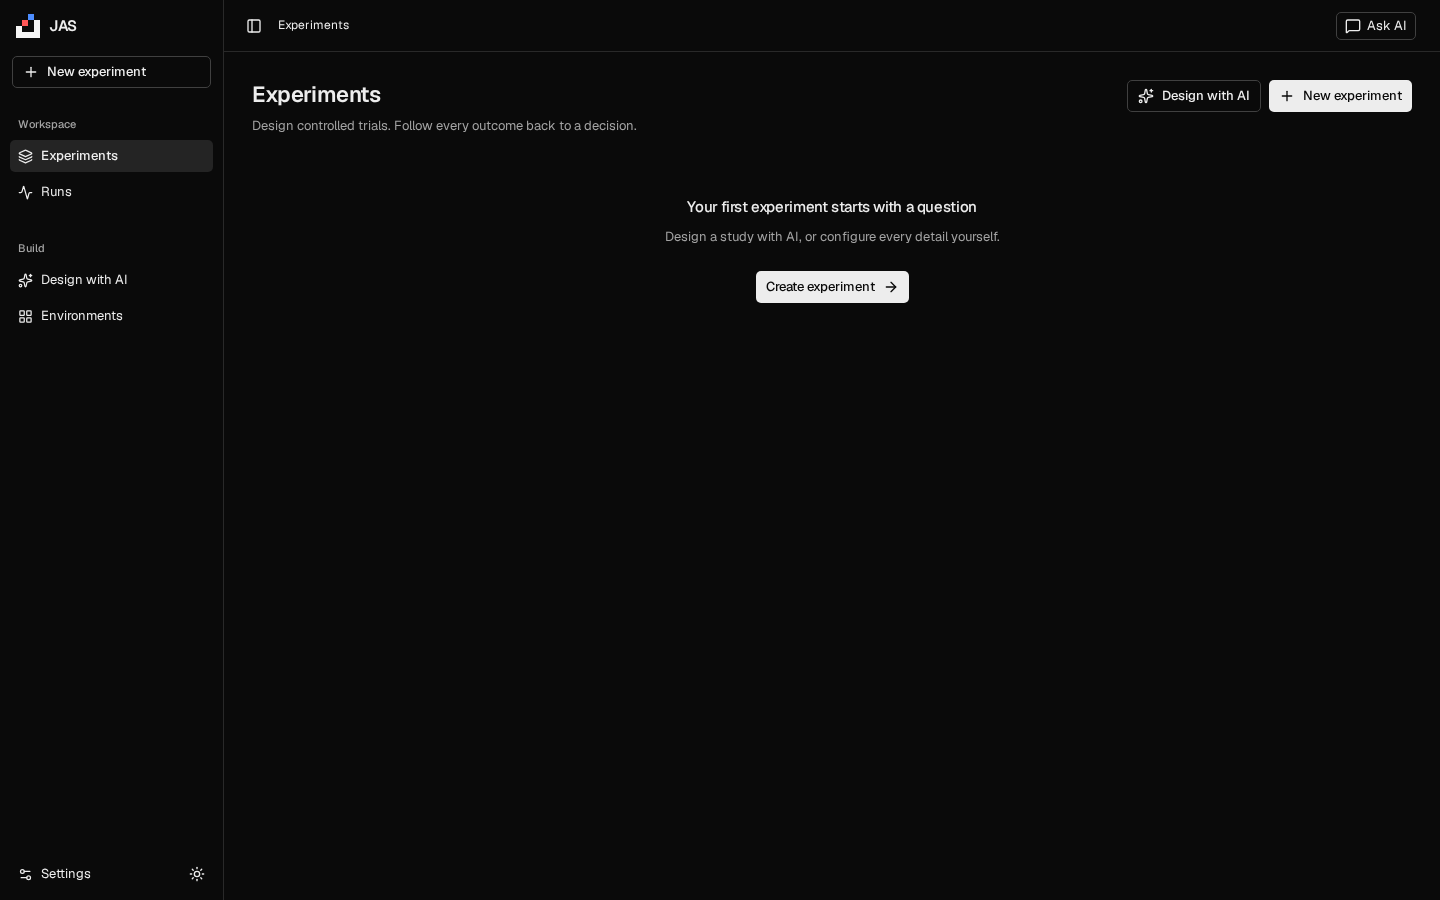 JAS
New experiment
Workspace
Experiments
Runs
Build
Design with AI
Environments
Settings
Experiments
Ask AI
Experiments
Design controlled trials. Follow every outcome back to a decision.
Design with AI
New experiment
Your first experiment starts with a question
Design a study with AI, or configure every detail yourself.
Create experiment